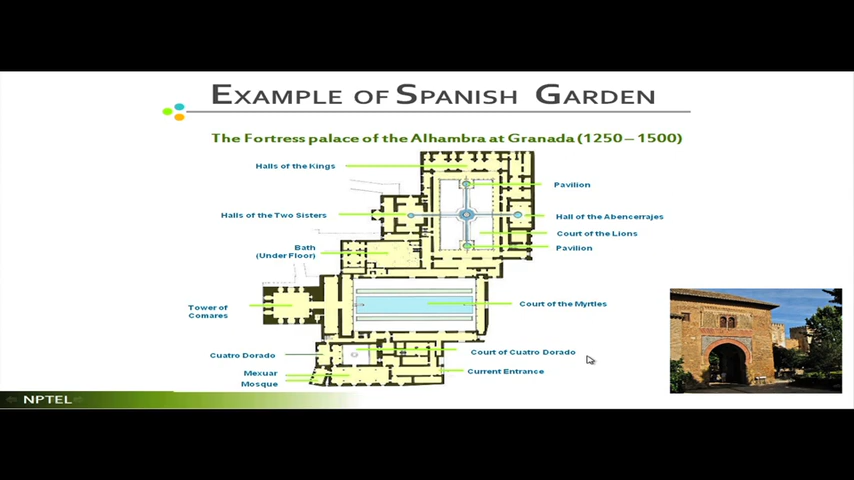 EXAMPLE OF SPANISH GARDEN
The Fortress palace of the Alhambra at Granada (1250 – 1500)
Halls of the Kings
Pavilion
Halls of the Two Sisters
Hall of the Abencerrajes
Court of the Lions
Bath
(Under Floor)
Pavilion
Tower of
Comares
Court of the Myrtles
Cuatro Dorado
Court of Cuatro Dorado
Mexuar
Current Entrance
Mosque
NPTEL